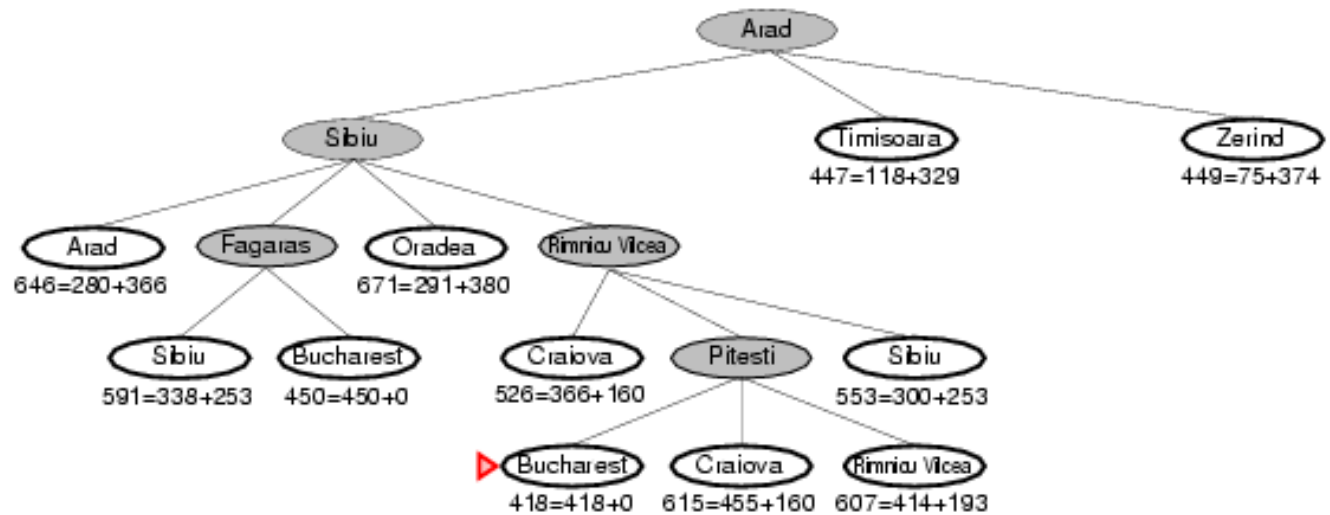 Arad
Sibiu Timisoara Zerind
447=118+329 449=75+374
Arad Fagaras Oradea Rimnicu Vilcea
646=280+366 671=291+380
Sibiu Bucharest Craiova Pitesti Sibiu
591=338+253 450=450+0 526=366+160 553=300+253
Bucharest Craiova Rimnicu Vilcea
418=418+0 615=455+160 607=414+193